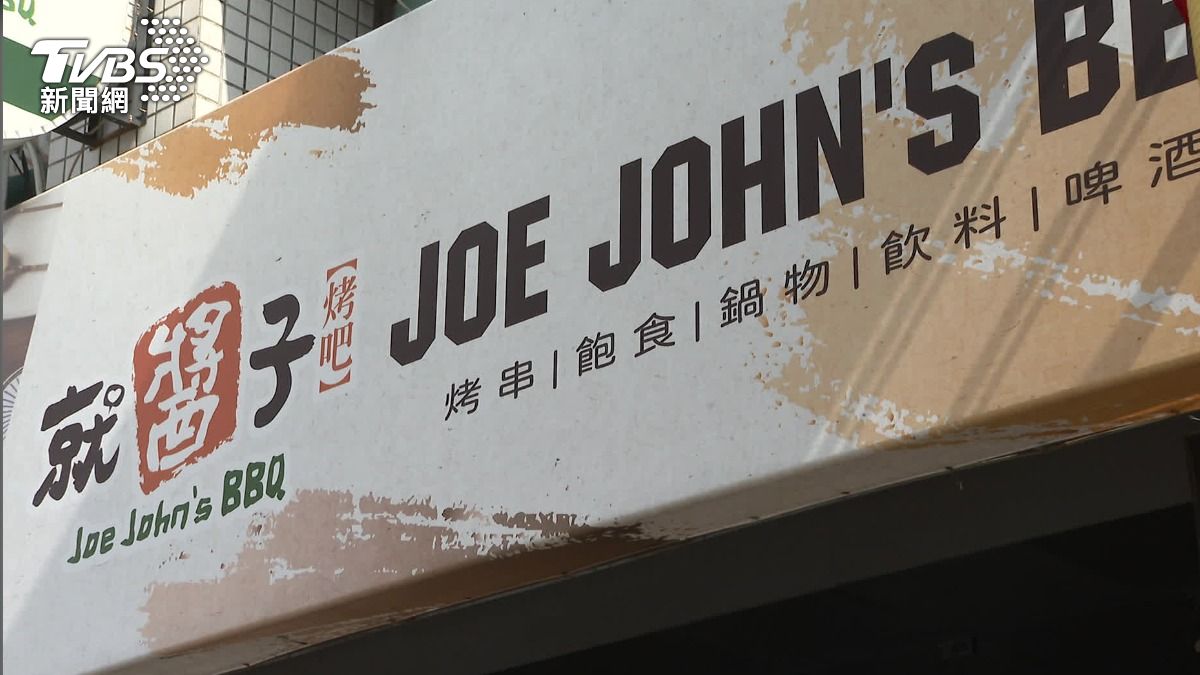 TVBS
新聞網
就醬子
【烤吧】
Joe John's BBQ
JOE JOHN'S
烤串|飽食|鍋物|飲料|啤酒